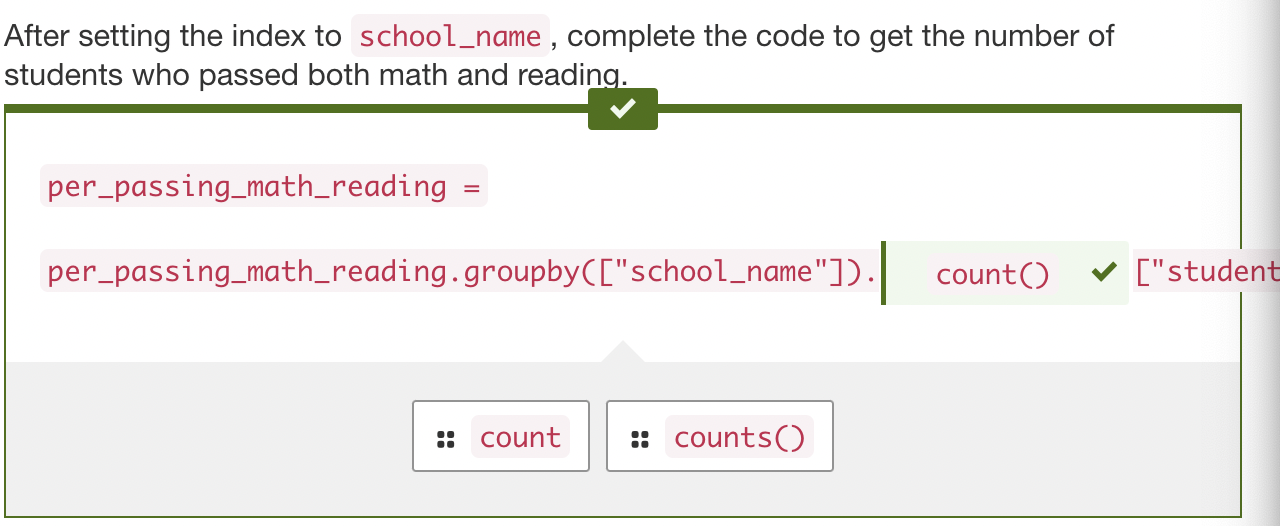 After setting the index to school_name, complete the code to get the number of
students who passed both math and reading.
per_passing_math_reading =
per_passing_math_reading.groupby(["school_name"]). count() ["student
count counts()